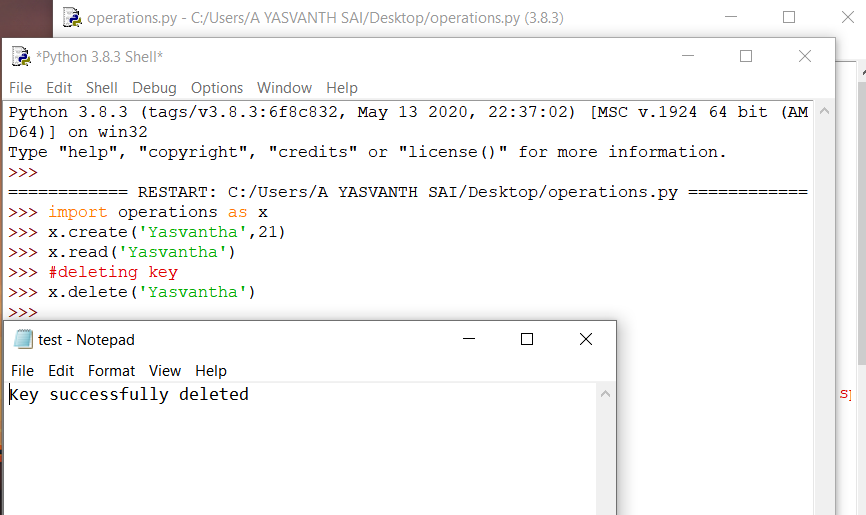 operations.py - C:/Users/A YASVANTH SAI/Desktop/operations.py (3.8.3)
*Python 3.8.3 Shell*
File Edit Shell Debug Options Window Help
Python 3.8.3 (tags/v3.8.3:6f8c832, May 13 2020, 22:37:02) [MSC v.1924 64 bit (AM
D64)] on win32
Type "help", "copyright", "credits" or "license()" for more information.
>>>
============ RESTART: C:/Users/A YASVANTH SAI/Desktop/operations.py ============
>>> import operations as x
>>> x.create('Yasvantha',21)
>>> x.read('Yasvantha')
>>> #deleting key
>>> x.delete('Yasvantha')
>>>
test - Notepad
File Edit Format View Help
Key successfully deleted